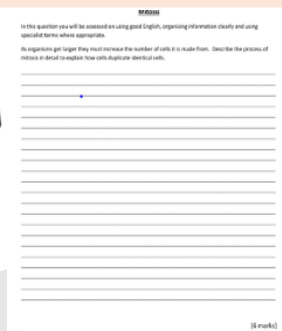 Mitosis
In this question you will be assessed on using good English, organising information clearly and using
specialist terms where appropriate.
As organisms get larger they must increase the number of cells it is made from. Describe the process of
mitosis in detail to explain how cells duplicate identical cells.
(6 marks)